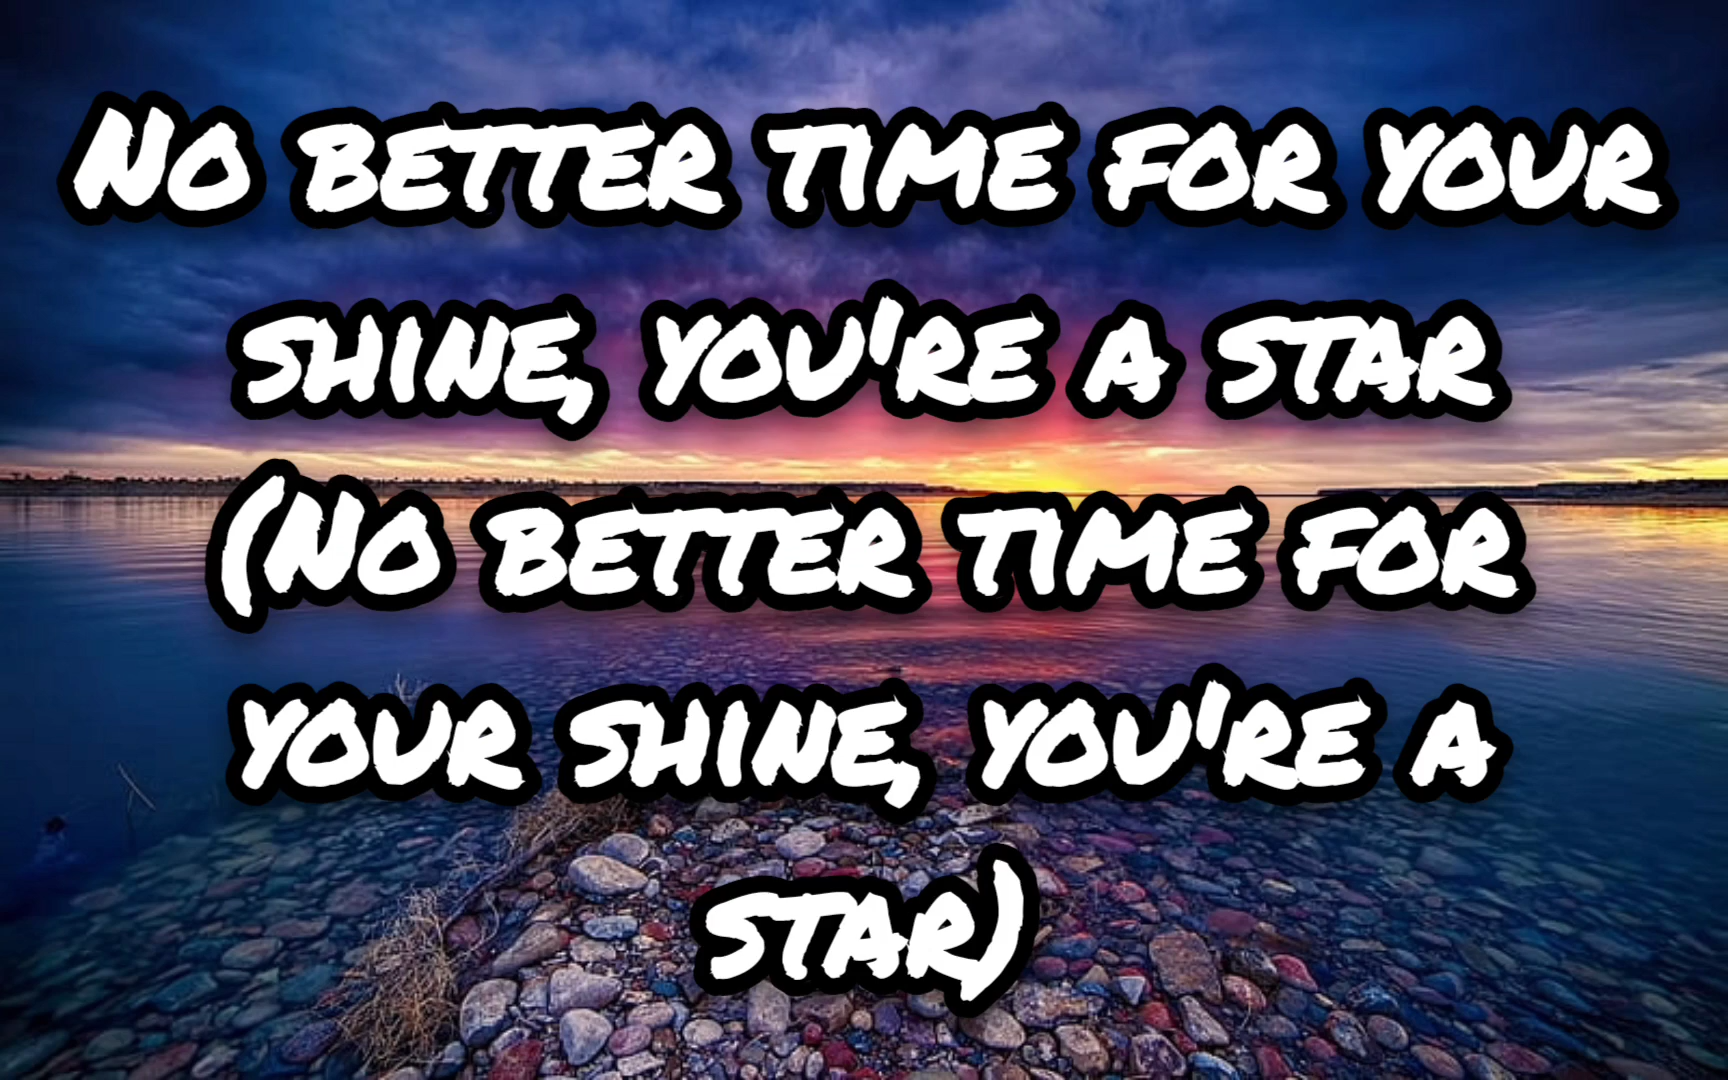 No better time for your
shine, you're a star
(No better time for
your shine, you're a
star)